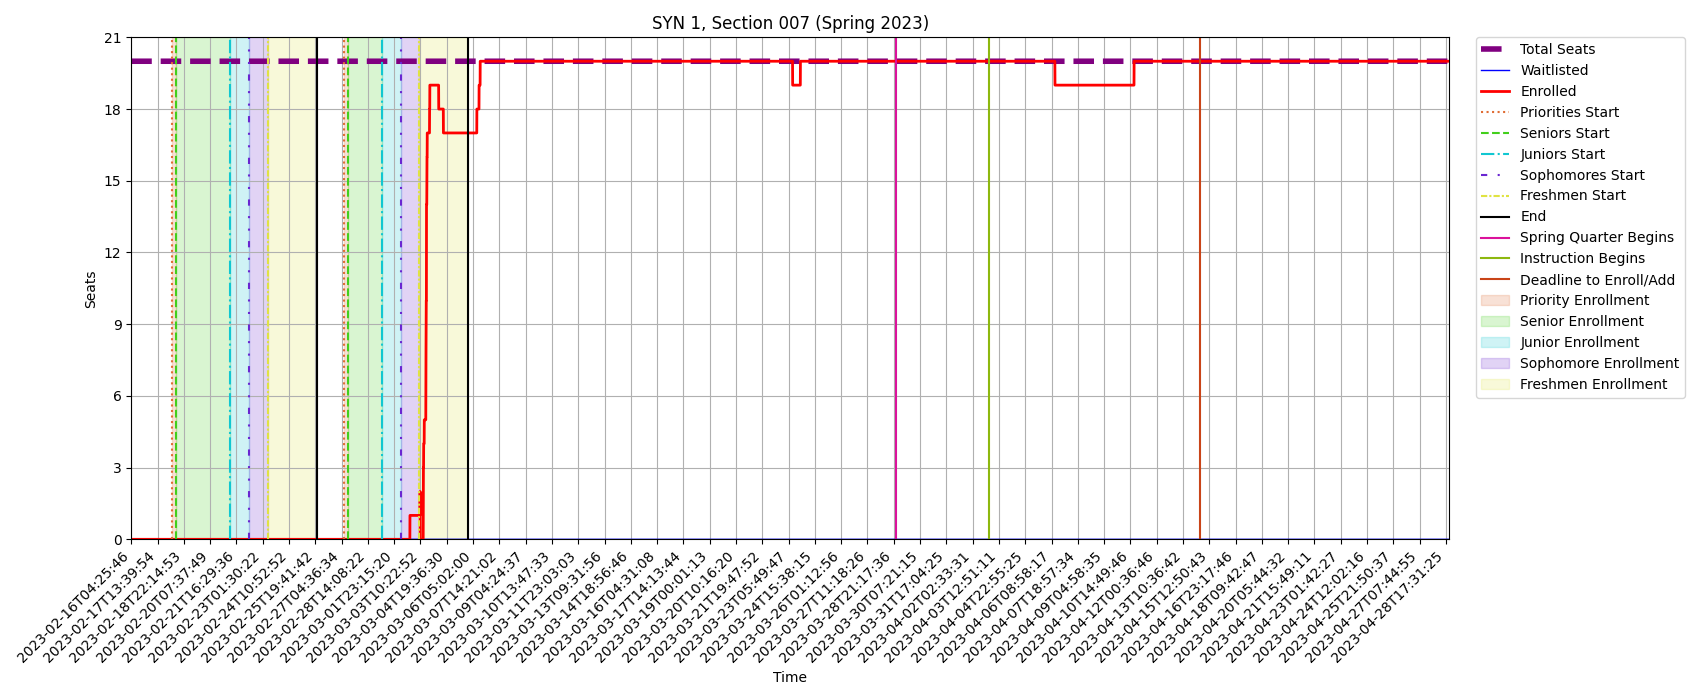 SYN 1, Section 007 (Spring 2023)
21
18
15
12
9
6
3
0
Seats
2023-02-16T04:25:46
2023-02-17T13:39:54
2023-02-18T22:14:53
2023-02-20T07:37:49
2023-02-21T16:29:36
2023-02-23T01:30:22
2023-02-24T10:52:52
2023-02-25T19:41:42
2023-02-27T04:36:34
2023-02-28T14:08:22
2023-03-01T23:15:20
2023-03-03T10:22:52
2023-03-04T19:36:30
2023-03-06T05:02:00
2023-03-07T14:21:02
2023-03-09T04:24:37
2023-03-10T13:47:33
2023-03-11T23:03:03
2023-03-13T09:31:56
2023-03-14T18:56:46
2023-03-16T04:31:08
2023-03-17T14:13:44
2023-03-19T00:01:13
2023-03-20T10:16:20
2023-03-21T19:47:52
2023-03-23T05:49:47
2023-03-24T15:38:15
2023-03-26T01:12:56
2023-03-27T11:18:26
2023-03-28T21:17:36
2023-03-30T07:21:15
2023-03-31T17:04:25
2023-04-02T02:33:31
2023-04-03T12:51:11
2023-04-04T22:55:25
2023-04-06T08:58:17
2023-04-07T18:57:34
2023-04-09T04:58:35
2023-04-10T14:49:46
2023-04-12T00:36:46
2023-04-13T10:36:42
2023-04-15T12:50:43
2023-04-16T23:17:46
2023-04-18T09:42:47
2023-04-20T05:44:32
2023-04-21T15:49:11
2023-04-23T01:42:27
2023-04-24T12:02:16
2023-04-25T21:50:37
2023-04-27T07:44:55
2023-04-28T17:31:25
Time
Total Seats
Waitlisted
Enrolled
Priorities Start
Seniors Start
Juniors Start
Sophomores Start
Freshmen Start
End
Spring Quarter Begins
Instruction Begins
Deadline to Enroll/Add
Priority Enrollment
Senior Enrollment
Junior Enrollment
Sophomore Enrollment
Freshmen Enrollment